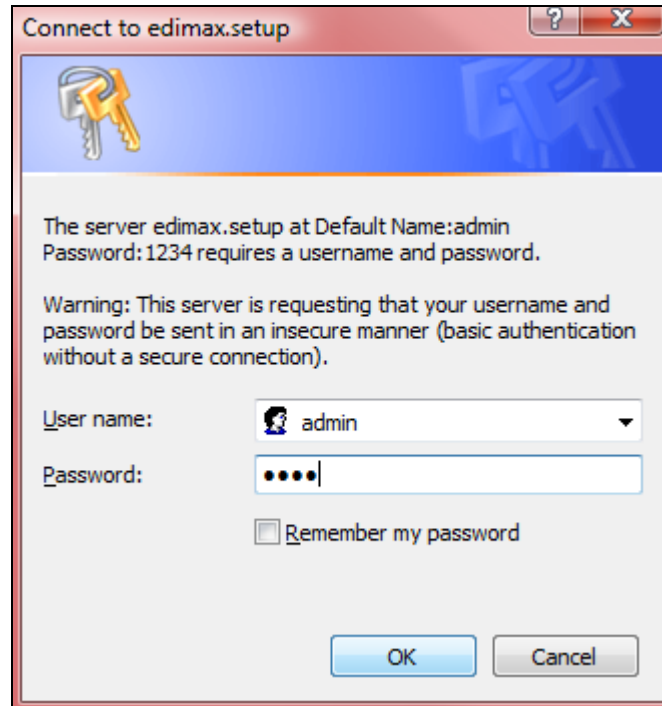 Connect to edimax.setup
The server edimax.setup at Default Name:admin
Password:1234 requires a username and password.
Warning: This server is requesting that your username and
password be sent in an insecure manner (basic authentication
without a secure connection).
User name: admin
Password: ••••
Remember my password
OK Cancel